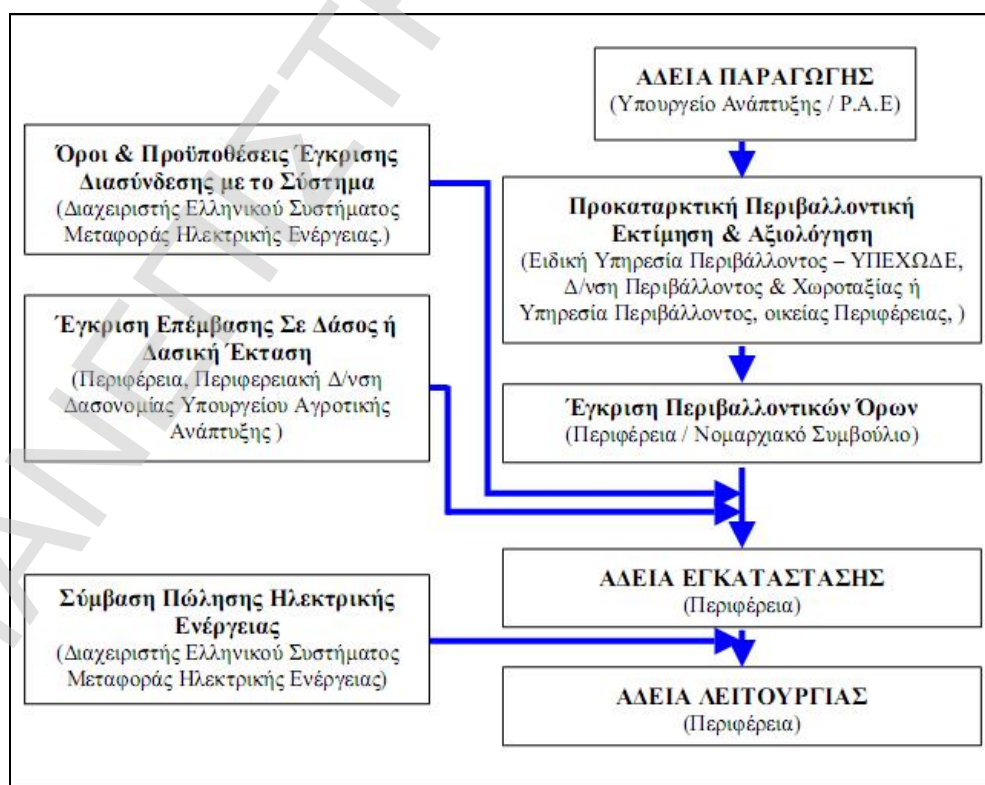 ΑΔΕΙΑ ΠΑΡΑΓΩΓΗΣ
(Υπουργείο Ανάπτυξης / Ρ.Α.Ε)
Όροι & Προϋποθέσεις Έγκρισης
Διασύνδεσης με το Σύστημα
(Διαχειριστής Ελληνικού Συστήματος
Μεταφοράς Ηλεκτρικής Ενέργειας.)
Προκαταρκτική Περιβαλλοντική
Εκτίμηση & Αξιολόγηση
(Ειδική Υπηρεσία Περιβάλλοντος – ΥΠΕΧΩΔΕ,
Δ/νση Περιβάλλοντος & Χωροταξίας ή
Υπηρεσία Περιβάλλοντος, οικείας Περιφέρειας, )
Έγκριση Επέμβασης Σε Δάσος ή
Δασική Έκταση
(Περιφέρεια, Περιφερειακή Δ/νση
Δασονομίας Υπουργείου Αγροτικής
Ανάπτυξης )
Έγκριση Περιβαλλοντικών Όρων
(Περιφέρεια / Νομαρχιακό Συμβούλιο)
ΑΔΕΙΑ ΕΓΚΑΤΑΣΤΑΣΗΣ
(Περιφέρεια)
Σύμβαση Πώλησης Ηλεκτρικής
Ενέργειας
(Διαχειριστής Ελληνικού Συστήματος
Μεταφοράς Ηλεκτρικής Ενέργειας)
ΑΔΕΙΑ ΛΕΙΤΟΥΡΓΙΑΣ
(Περιφέρεια)